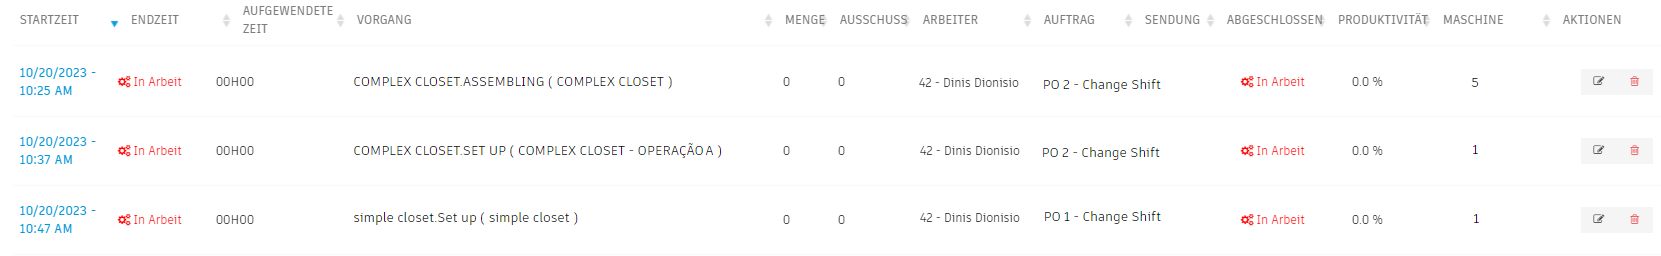 STARTZEIT ENDZEIT AUFGEWENDETE ZEIT VORGANG MENGE AUSSCHUSS ARBEITER AUFTRAG SENDUNG ABGESCHLOSSEN PRODUKTIVITÄT MASCHINE AKTIONEN
10/20/2023 - 10:25 AM In Arbeit 00H00 COMPLEX CLOSET.ASSEMBLING ( COMPLEX CLOSET ) 0 0 42 - Dinis Dionisio PO 2 - Change Shift In Arbeit 0.0 % 5
10/20/2023 - 10:37 AM In Arbeit 00H00 COMPLEX CLOSET.SET UP ( COMPLEX CLOSET - OPERAÇÃO A ) 0 0 42 - Dinis Dionisio PO 2 - Change Shift In Arbeit 0.0 % 1
10/20/2023 - 10:47 AM In Arbeit 00H00 simple closet.Set up ( simple closet ) 0 0 42 - Dinis Dionisio PO 1 - Change Shift In Arbeit 0.0 % 1